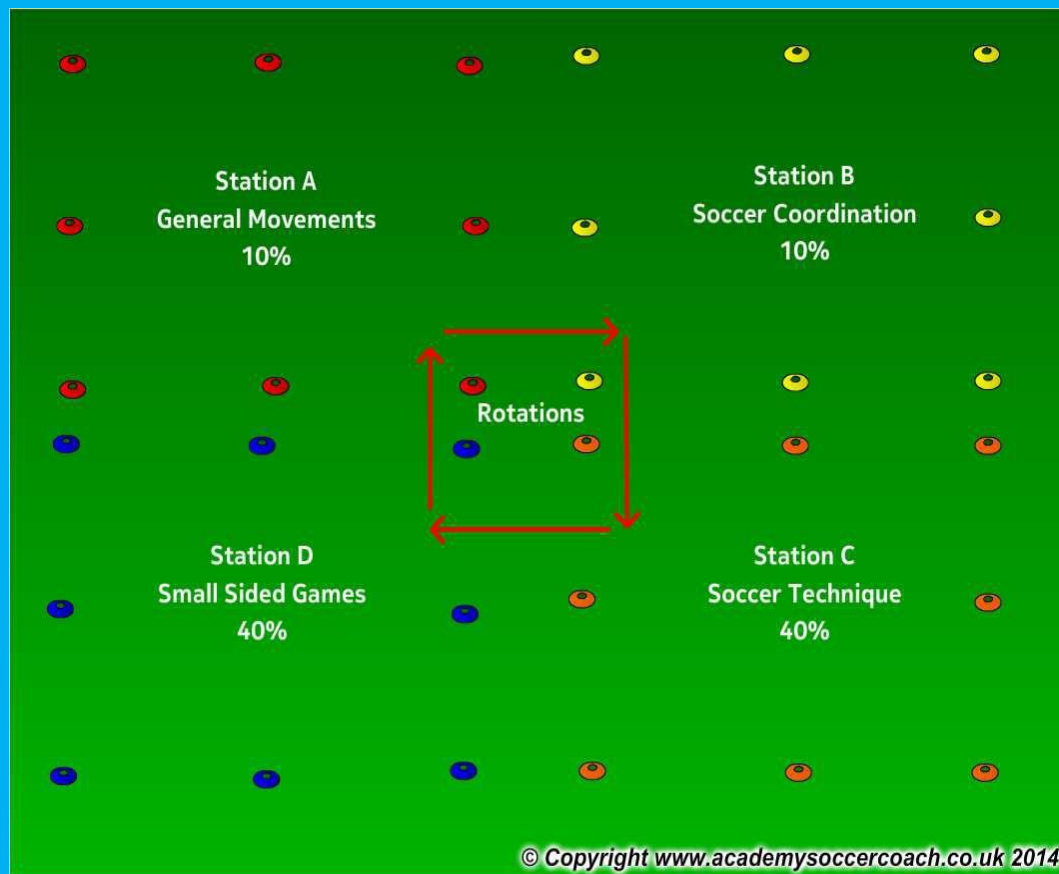 Station A
General Movements
10%
Station B
Soccer Coordination
10%
Rotations
Station D
Small Sided Games
40%
Station C
Soccer Technique
40%
© Copyright www.academysoccercoach.co.uk 2014